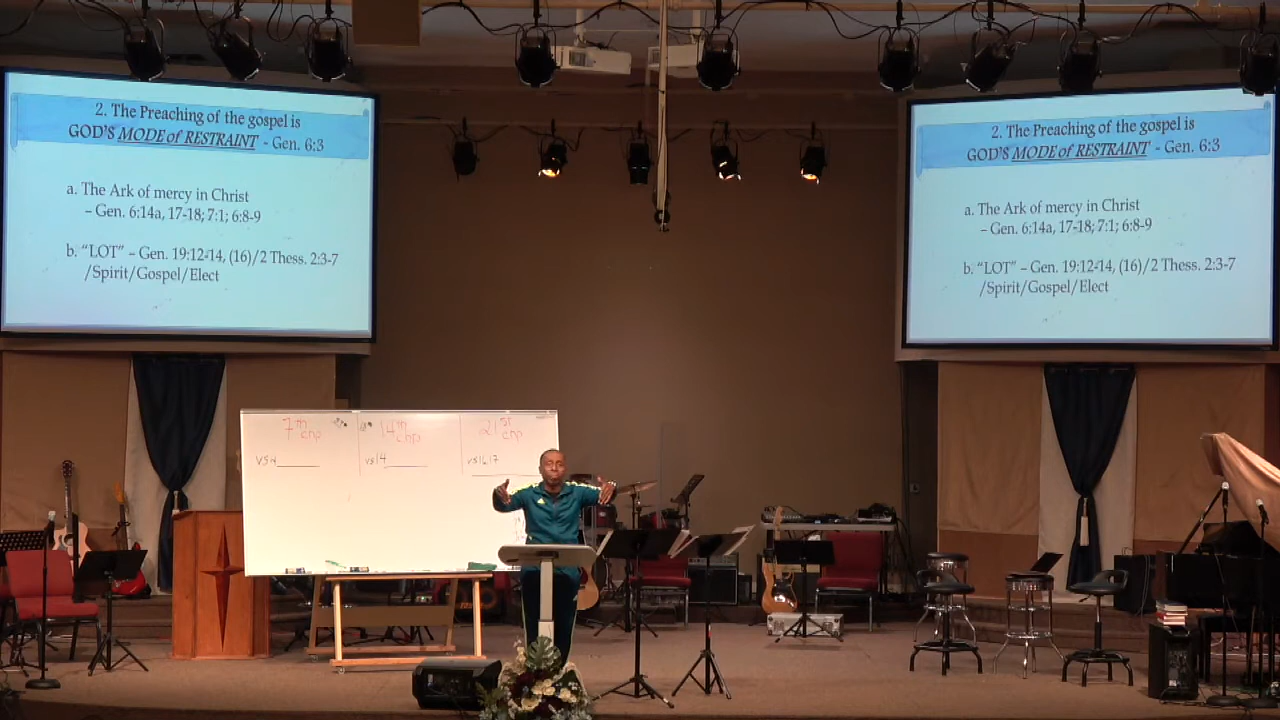 2. The Preaching of the gospel is
GOD'S MODE of RESTRAINT - Gen. 6:3
a. The Ark of mercy in Christ
– Gen. 6:14a, 17-18; 7:1; 6:8-9
b. “LOT” – Gen. 19:12-14, (16)/2 Thess. 2:3-7
/Spirit/Gospel/Elect
7th chp
14th chp
21st chp
vs14
vs16,17
2. The Preaching of the gospel is
GOD'S MODE of RESTRAINT - Gen. 6:3
a. The Ark of mercy in Christ
– Gen. 6:14a, 17-18; 7:1; 6:8-9
b. “LOT” – Gen. 19:12-14, (16)/2 Thess. 2:3-7
/Spirit/Gospel/Elect